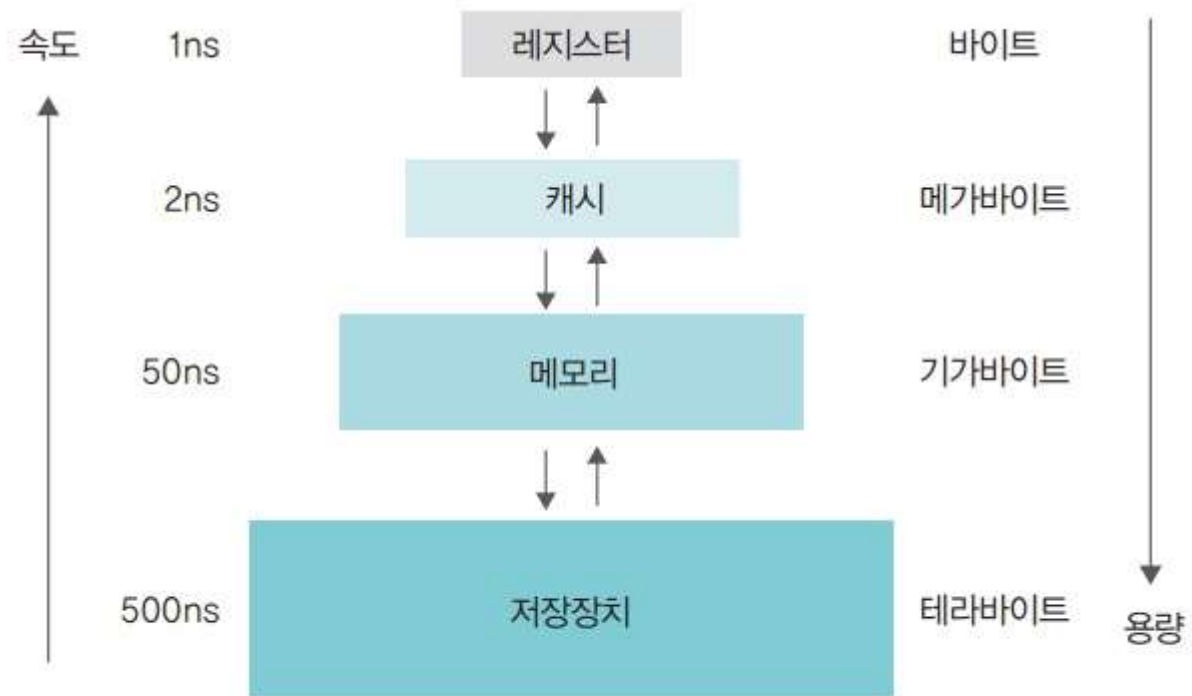 속도 1ns 레지스터 바이트
2ns 캐시 메가바이트
50ns 메모리 기가바이트
500ns 저장장치 테라바이트 용량